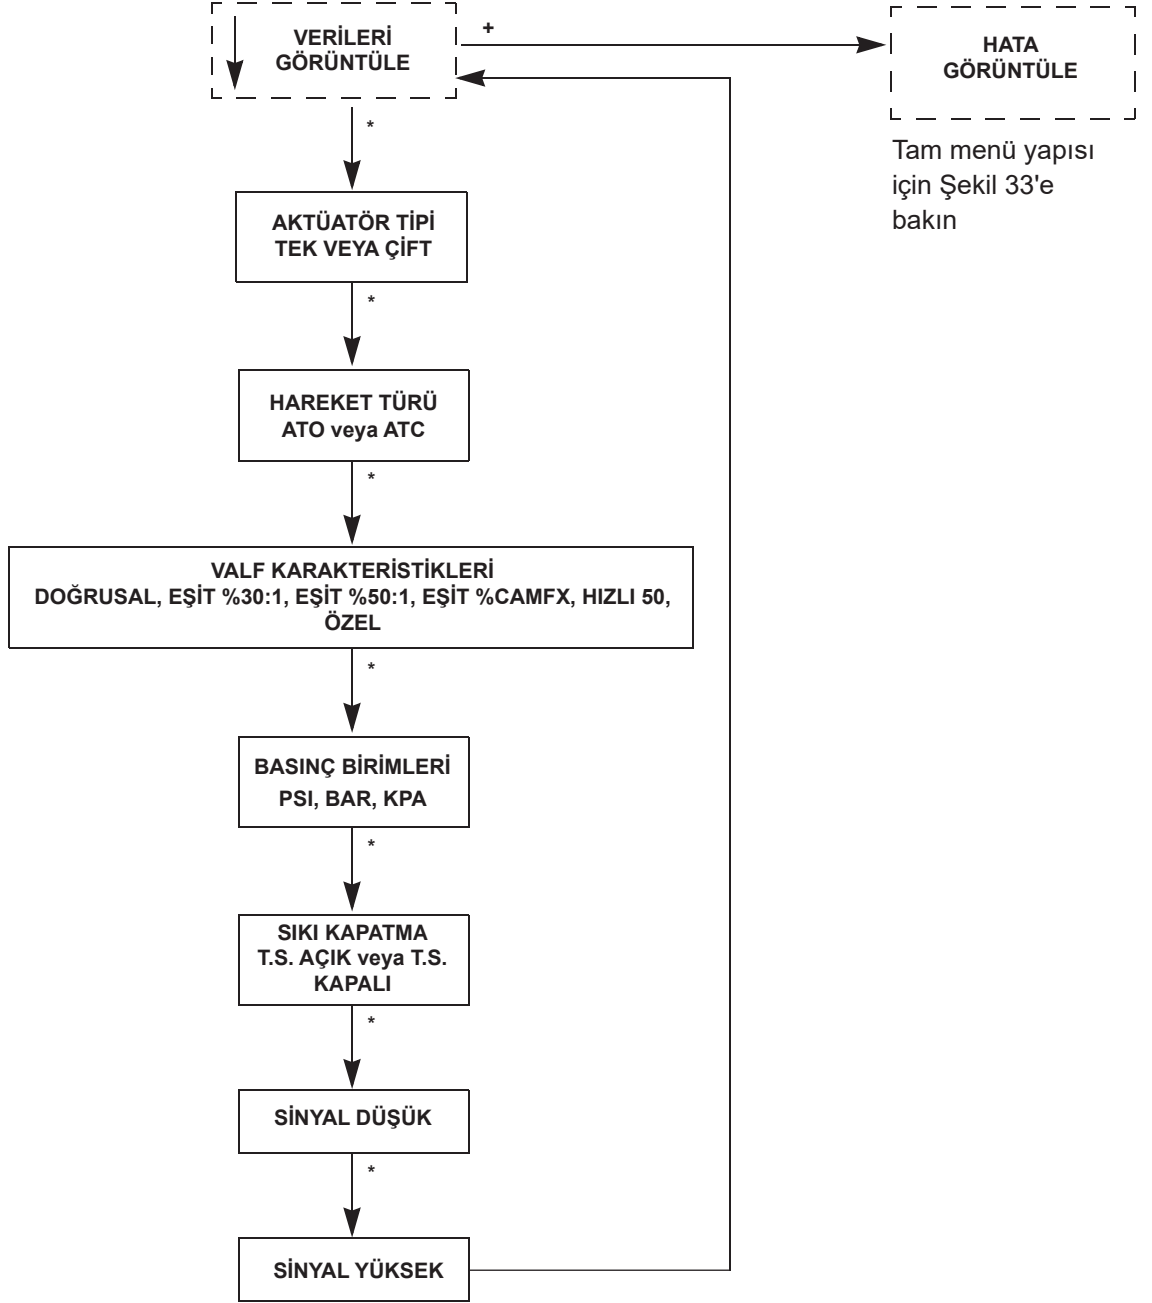 VERİLERİ
GÖRÜNTÜLE
+
HATA
GÖRÜNTÜLE
Tam menü yapısı
için Şekil 33'e
bakın
*
AKTÜATÖR TİPİ
TEK VEYA ÇİFT
*
HAREKET TÜRÜ
ATO veya ATC
*
VALF KARAKTERİSTİKLERİ
DOĞRUSAL, EŞİT %30:1, EŞİT %50:1, EŞİT %CAMFX, HIZLI 50,
ÖZEL
*
BASINÇ BİRİMLERİ
PSI, BAR, KPA
*
SIKI KAPATMA
T.S. AÇIK veya T.S.
KAPALI
*
SİNYAL DÜŞÜK
*
SİNYAL YÜKSEK